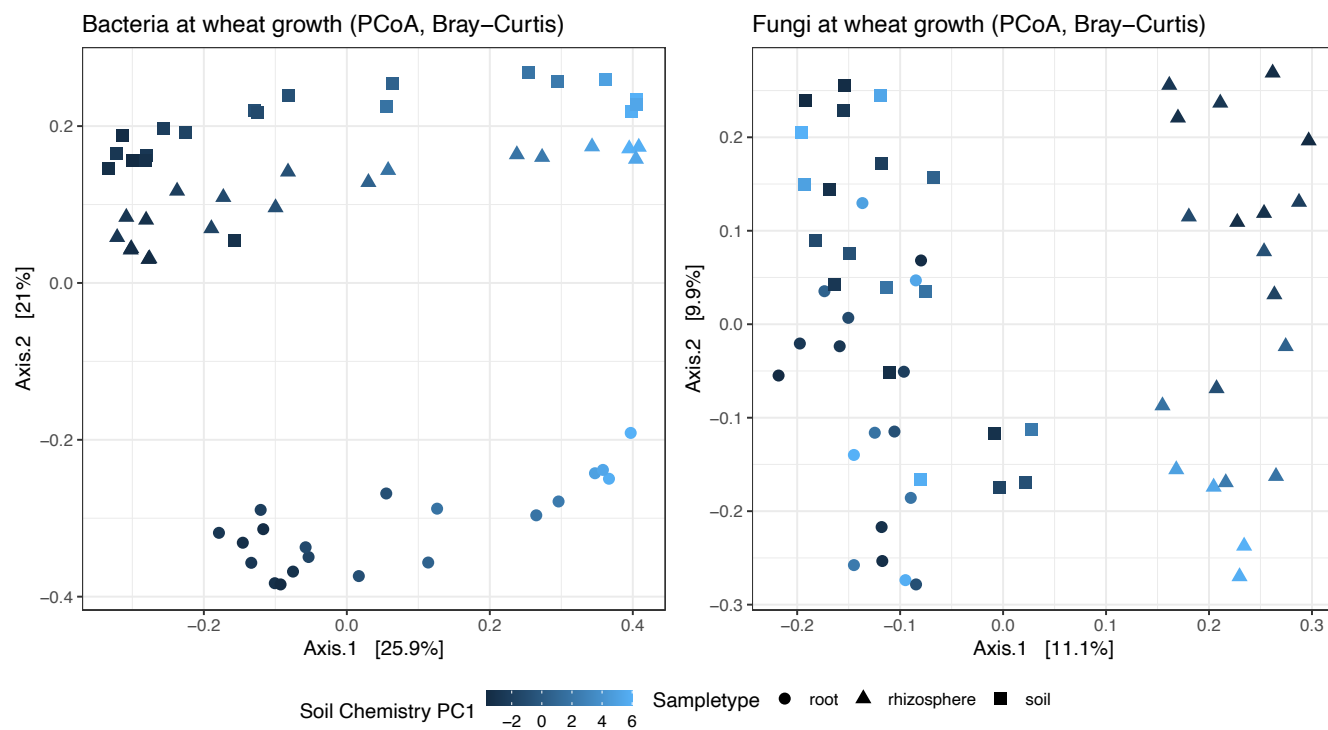 Bacteria at wheat growth (PCoA, Bray−Curtis)
0.2
0.0
−0.2
−0.4
Axis.2 [21%]
−0.2 0.0 0.2 0.4
Axis.1 [25.9%]
Fungi at wheat growth (PCoA, Bray−Curtis)
0.2
0.1
0.0
−0.1
−0.2
−0.3
Axis.2 [9.9%]
−0.2 −0.1 0.0 0.1 0.2 0.3
Axis.1 [11.1%]
Soil Chemistry PC1
−2 0 2 4 6
Sampletype root rhizosphere soil